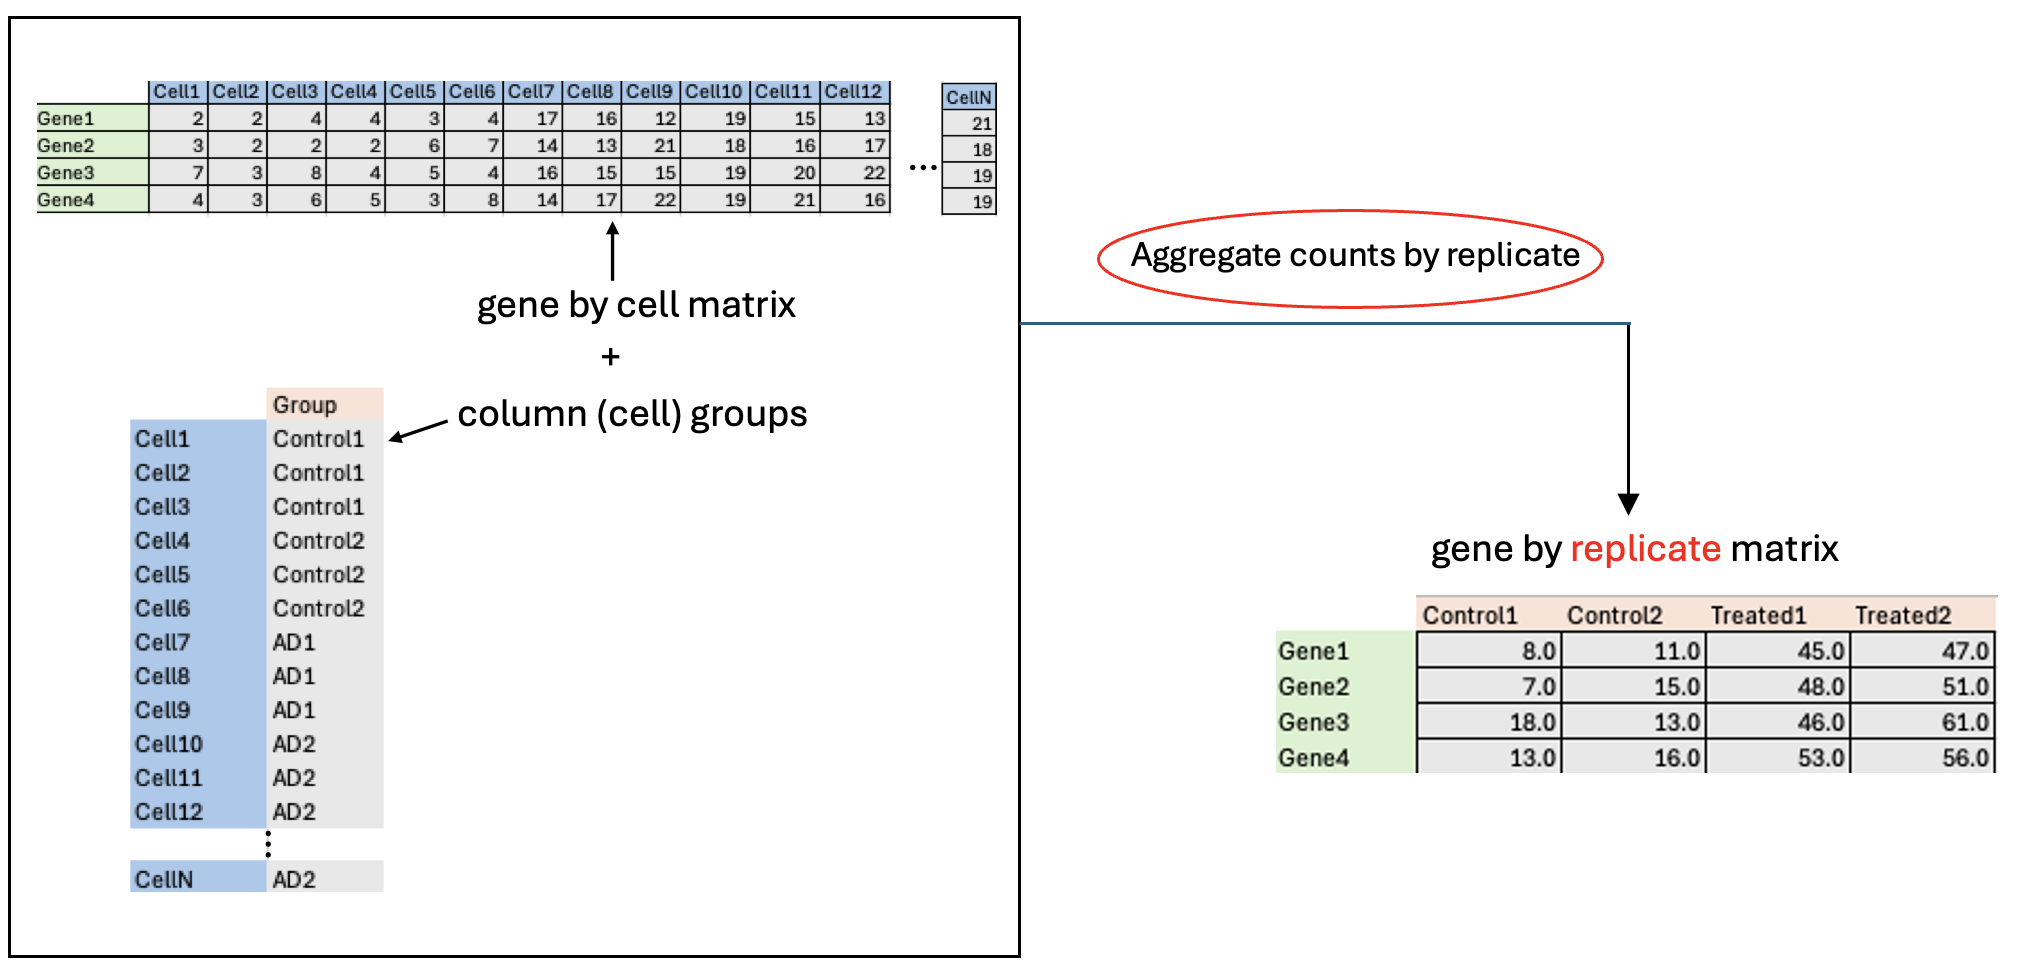 Cell1 Cell2 Cell3 Cell4 Cell5 Cell6 Cell7 Cell8 Cell9 Cell10 Cell11 Cell12 CellN
Gene1 2 2 4 4 3 4 17 16 12 19 15 13 21
Gene2 3 2 2 2 6 7 14 13 21 18 16 17 18
Gene3 7 3 8 4 5 4 16 15 15 19 20 22 ... 19
Gene4 4 3 6 5 3 8 14 17 22 19 21 16 19
gene by cell matrix
+
column (cell) groups
Group
Cell1 Control1
Cell2 Control1
Cell3 Control1
Cell4 Control2
Cell5 Control2
Cell6 Control2
Cell7 AD1
Cell8 AD1
Cell9 AD1
Cell10 AD2
Cell11 AD2
Cell12 AD2
CellN AD2
Aggregate counts by replicate
gene by replicate matrix
Control1 Control2 Treated1 Treated2
Gene1 8.0 11.0 45.0 47.0
Gene2 7.0 15.0 48.0 51.0
Gene3 18.0 13.0 46.0 61.0
Gene4 13.0 16.0 53.0 56.0